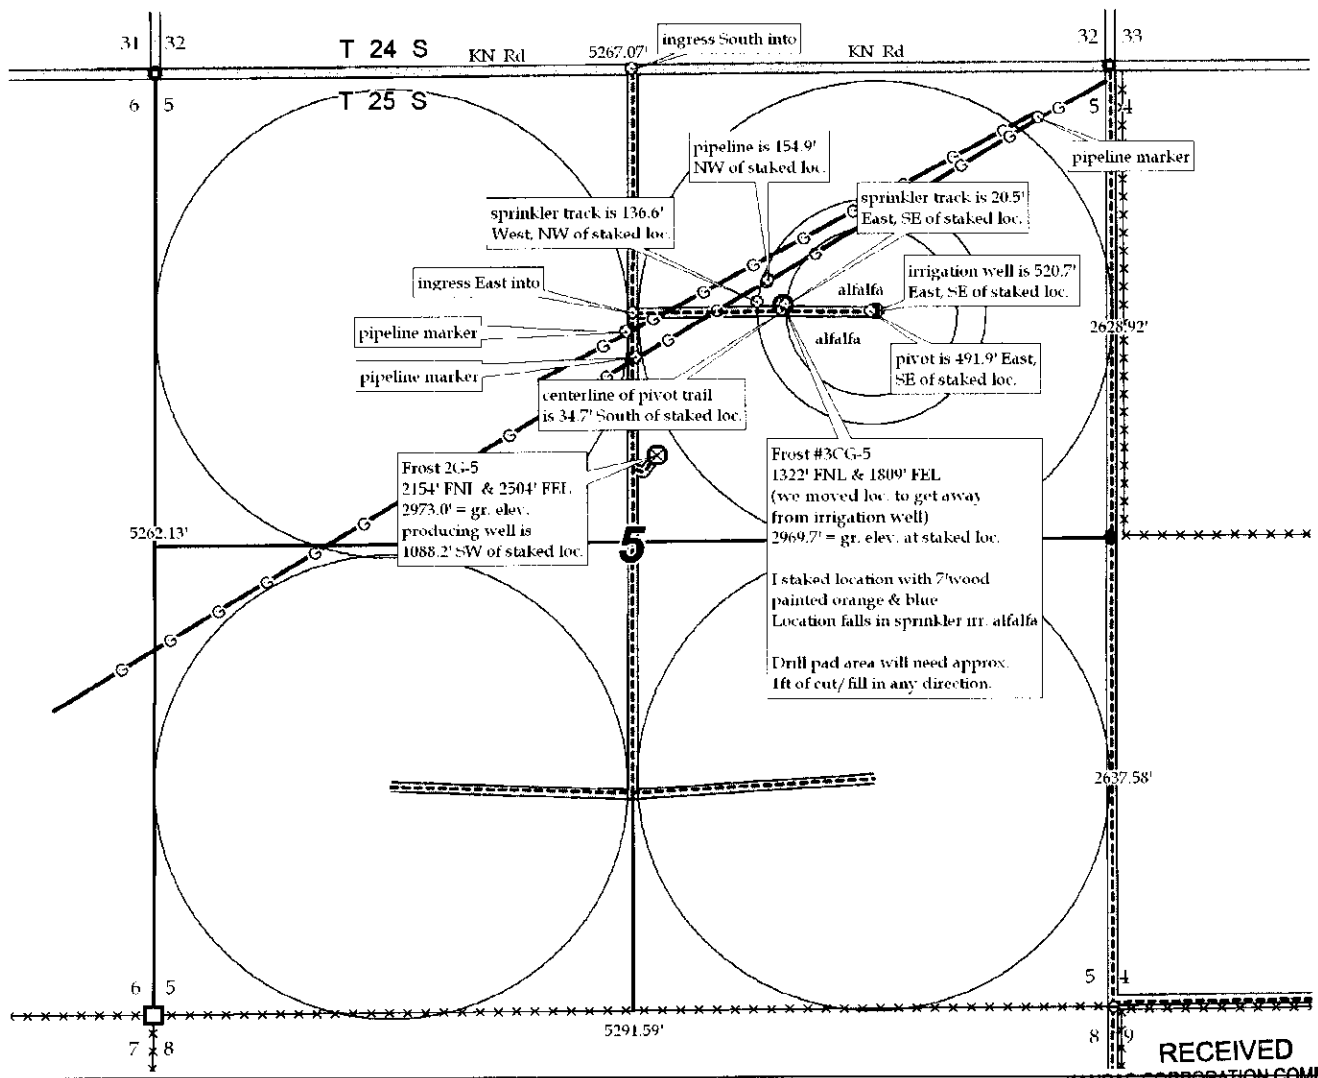 31 32
T 24 S
KN Rd
5267.07'
ingress South into
KN Rd
32 33
6 5
T 25 S
5 4
pipeline is 154.9'
NW of staked loc.
pipeline marker
sprinkler track is 136.6'
West, NW of staked loc.
sprinkler track is 20.5'
East, SE of staked loc.
ingress East into
alfalfa
irrigation well is 520.7'
East, SE of staked loc.
pipeline marker
alfalfa
2628.92'
pipeline marker
pivot is 491.9' East,
SE of staked loc.
centerline of pivot trail
is 34.7' South of staked loc.
Frost 2G-5
2154' FNL & 2504' FEL
2973.0' = gr. elev.
producing well is
1088.2' SW of staked loc.
Frost #3CG-5
1322' FNL & 1809' FEL
(we moved loc. to get away
from irrigation well)
2969.7' = gr. elev. at staked loc.
I staked location with 7' wood
painted orange & blue
Location falls in sprinkler irr. alfalfa
Drill pad area will need approx.
1ft of cut/fill in any direction.
5262.13'
5
2637.58'
6 5
5 4
5291.59'
7 8
8 9
G G G G G G G G G G G G G G G G G G G G G
RECEIVED
CORPORATION COM